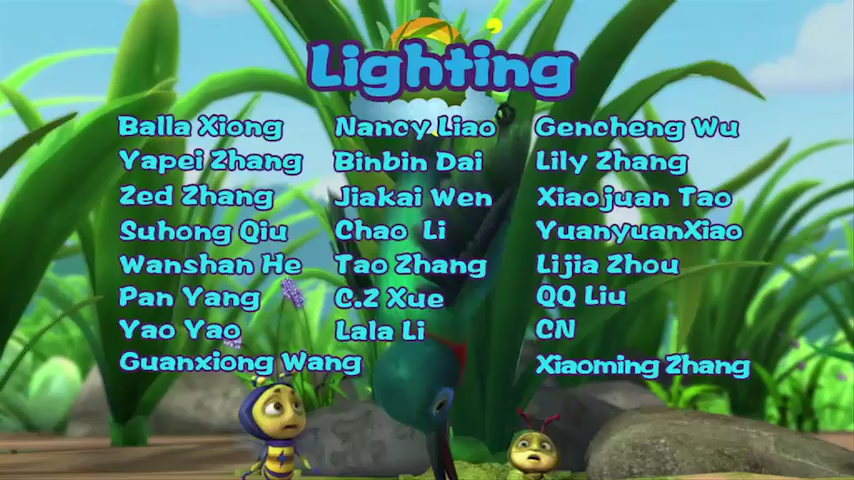 Lighting
Balla Xiong Nancy Liao Gencheng Wu
Yapei Zhang Binbin Dai Lily Zhang
Zed Zhang Jiakai Wen Xiaojuan Tao
Suhong Qiu Chao Li YuanyuanXiao
Wanshan He Tao Zhang Lijia Zhou
Pan Yang C.Z Xue QQ Liu
Yao Yao Lala Li CN
Guanxiong Wang Xiaoming Zhang